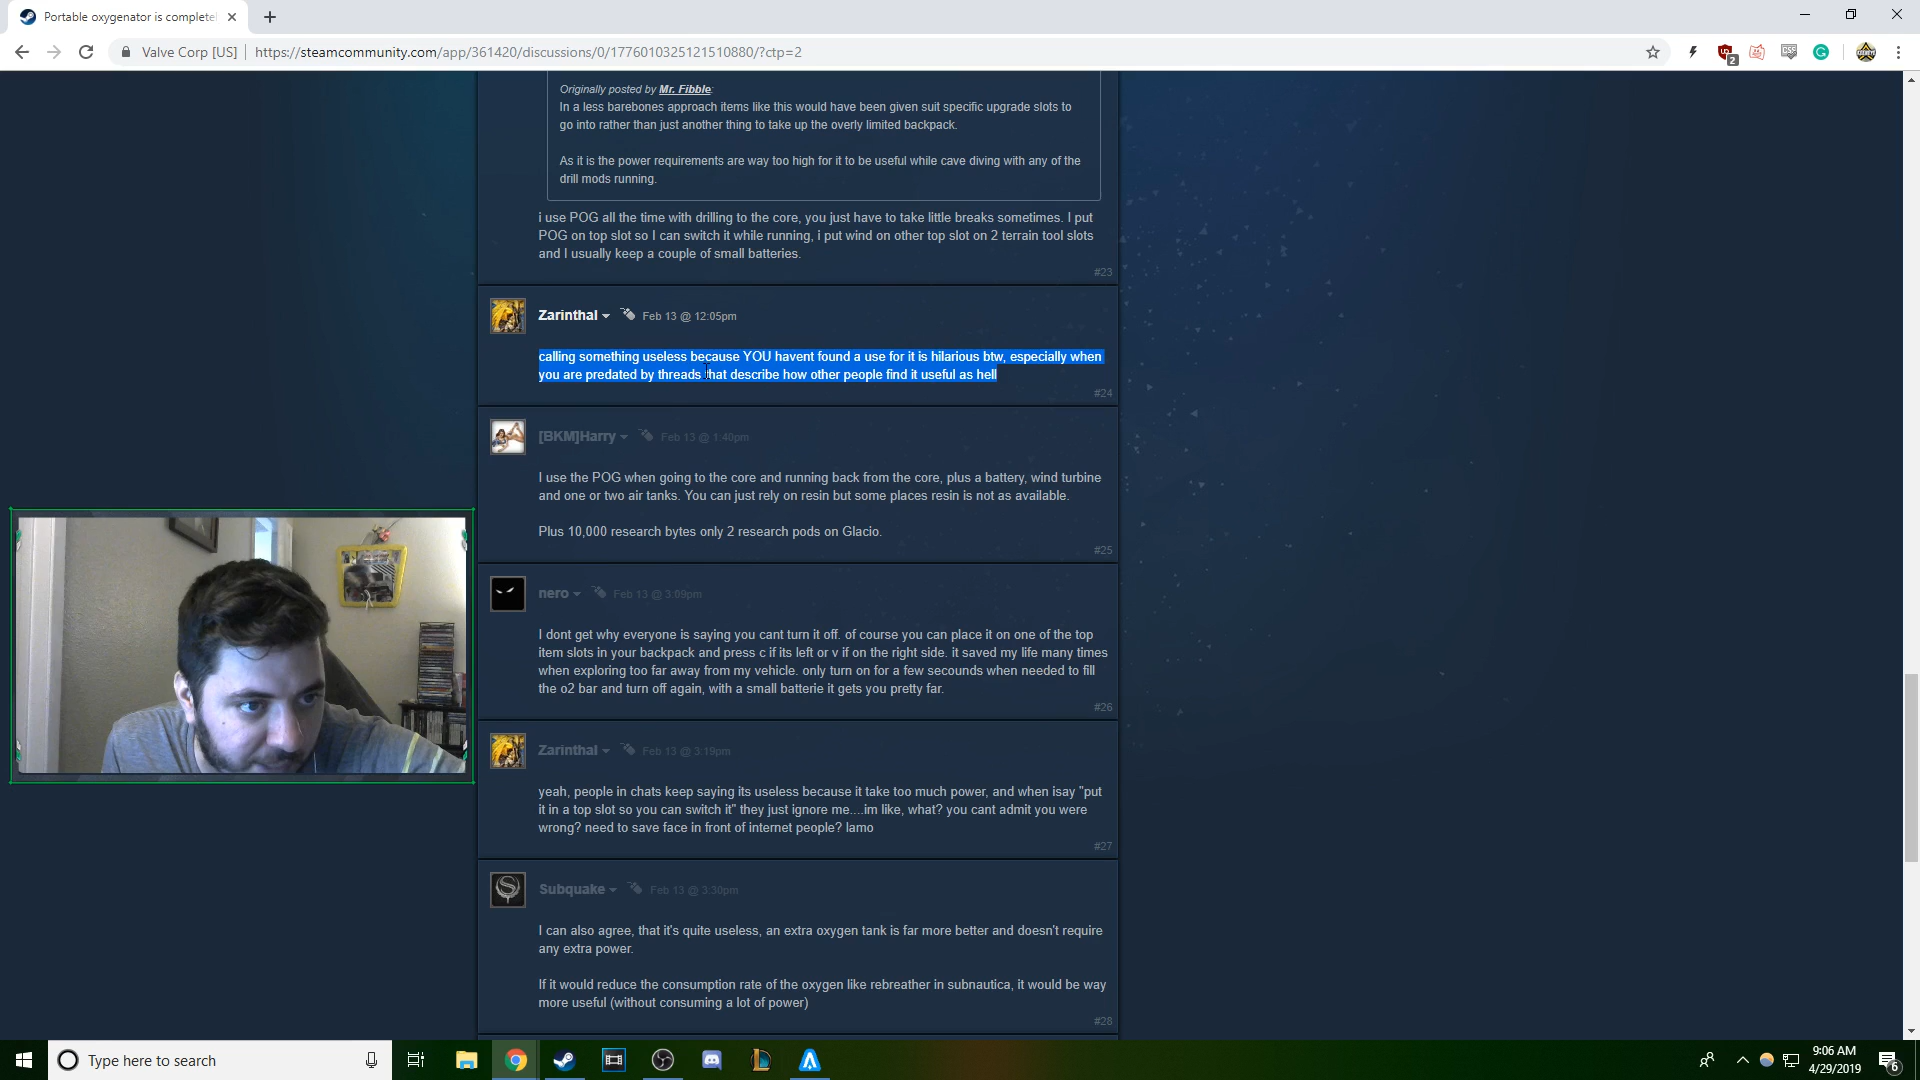 Portable oxygenator is complete
Valve Corp [US]
https://steamcommunity.com/app/361420/discussions/0/1776010325121510880/?ctp=2
2
Originally posted by Mr. Fibble:
In a less barebones approach items like this would have been given suit specific upgrade slots to
go into rather than just another thing to take up the overly limited backpack.
As it is the power requirements are way too high for it to be useful while cave diving with any of the
drill mods running.
i use POG all the time with drilling to the core, you just have to take little breaks sometimes. I put
POG on top slot so I can switch it while running, i put wind on other top slot on 2 terrain tool slots
and I usually keep a couple of small batteries.
#23
Zarinthal Feb 13 @ 12:05pm
calling something useless because YOU havent found a use for it is hilarious btw, especially when
you are predated by threads that describe how other people find it useful as hell
#24
[BKM]Harry Feb 13 @ 1:40pm
I use the POG when going to the core and running back from the core, plus a battery, wind turbine
and one or two air tanks. You can just rely on resin but some places resin is not as available.
Plus 10,000 research bytes only 2 research pods on Glacio.
#25
nero Feb 13 @ 3:09pm
I dont get why everyone is saying you cant turn it off. of course you can place it on one of the top
item slots in your backpack and press c if its left or v if on the right side. it saved my life many times
when exploring too far away from my vehicle. only turn on for a few seconds when needed to fill
the o2 bar and turn off again, with a small batterie it gets you pretty far.
#26
Zarinthal Feb 13 @ 3:19pm
yeah, people in chats keep saying its useless because it take too much power, and when isay "put
it in a top slot so you can switch it" they just ignore me....im like, what? you cant admit you were
wrong? need to save face in front of internet people? lamo
#27
Subquake Feb 13 @ 3:30pm
I can also agree, that it's quite useless, an extra oxygen tank is far more better and doesn't require
any extra power.
If it would reduce the consumption rate of the oxygen like rebreather in subnautica, it would be way
more useful (without consuming a lot of power)
#28
Type here to search
9:06 AM
4/29/2019
6